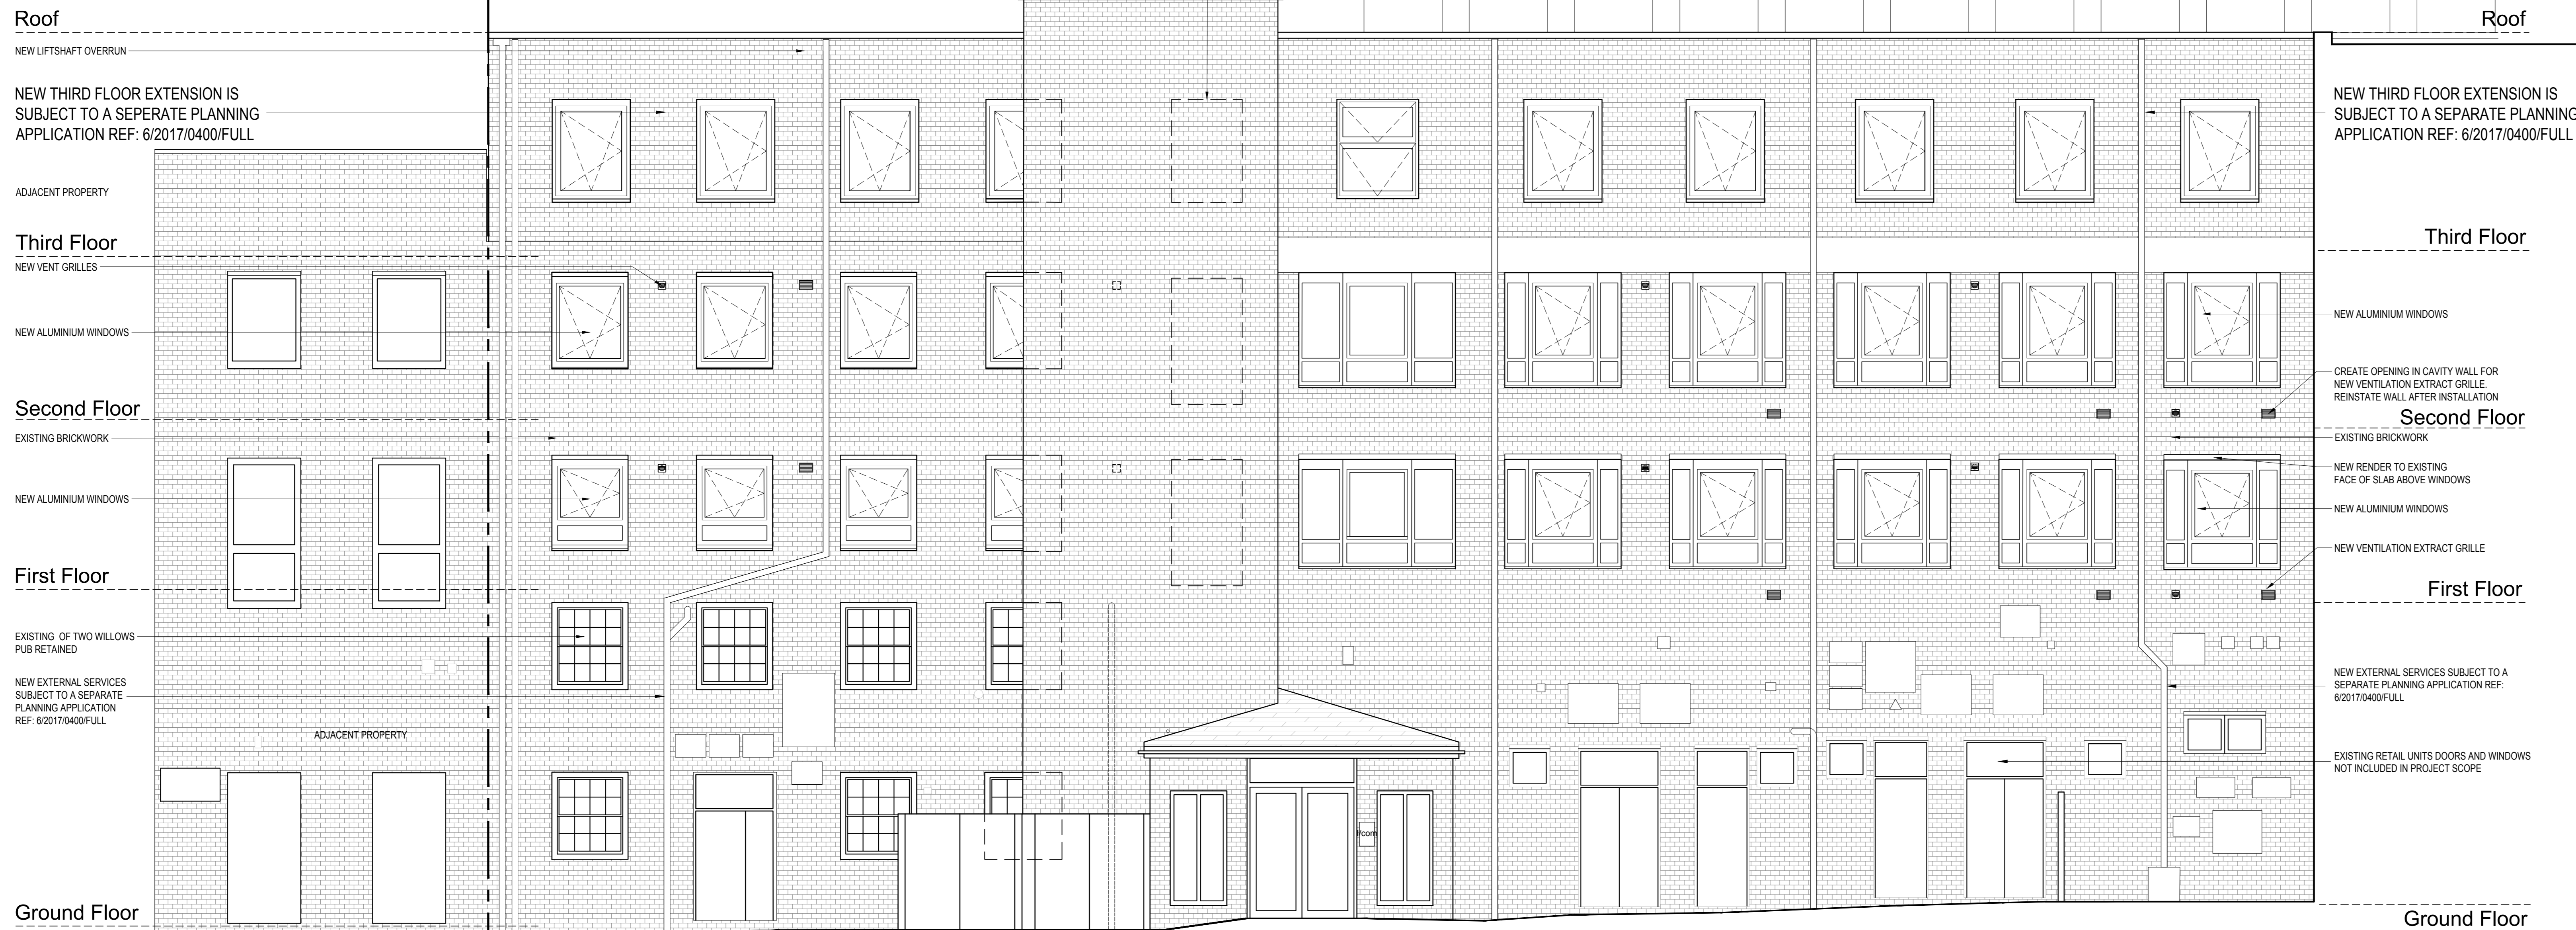 Roof
NEW LIFTSHAFT OVERRUN
NEW THIRD FLOOR EXTENSION IS
SUBJECT TO A SEPERATE PLANNING
APPLICATION REF: 6/2017/0400/FULL
ADJACENT PROPERTY
Third Floor
NEW VENT GRILLES
NEW ALUMINIUM WINDOWS
Second Floor
EXISTING BRICKWORK
NEW ALUMINIUM WINDOWS
First Floor
EXISTING OF TWO WILLOWS
PUB RETAINED
NEW EXTERNAL SERVICES
SUBJECT TO A SEPARATE
PLANNING APPLICATION
REF: 6/2017/0400/FULL
ADJACENT PROPERTY
Ground Floor
I/com
Roof
NEW THIRD FLOOR EXTENSION IS
SUBJECT TO A SEPARATE PLANNING
APPLICATION REF: 6/2017/0400/FULL
Third Floor
NEW ALUMINIUM WINDOWS
CREATE OPENING IN CAVITY WALL FOR
NEW VENTILATION EXTRACT GRILLE.
REINSTATE WALL AFTER INSTALLATION
Second Floor
EXISTING BRICKWORK
NEW RENDER TO EXISTING
FACE OF SLAB ABOVE WINDOWS
NEW ALUMINIUM WINDOWS
NEW VENTILATION EXTRACT GRILLE
First Floor
NEW EXTERNAL SERVICES SUBJECT TO A
SEPARATE PLANNING APPLICATION REF:
6/2017/0400/FULL
EXISTING RETAIL UNITS DOORS AND WINDOWS
NOT INCLUDED IN PROJECT SCOPE
Ground Floor